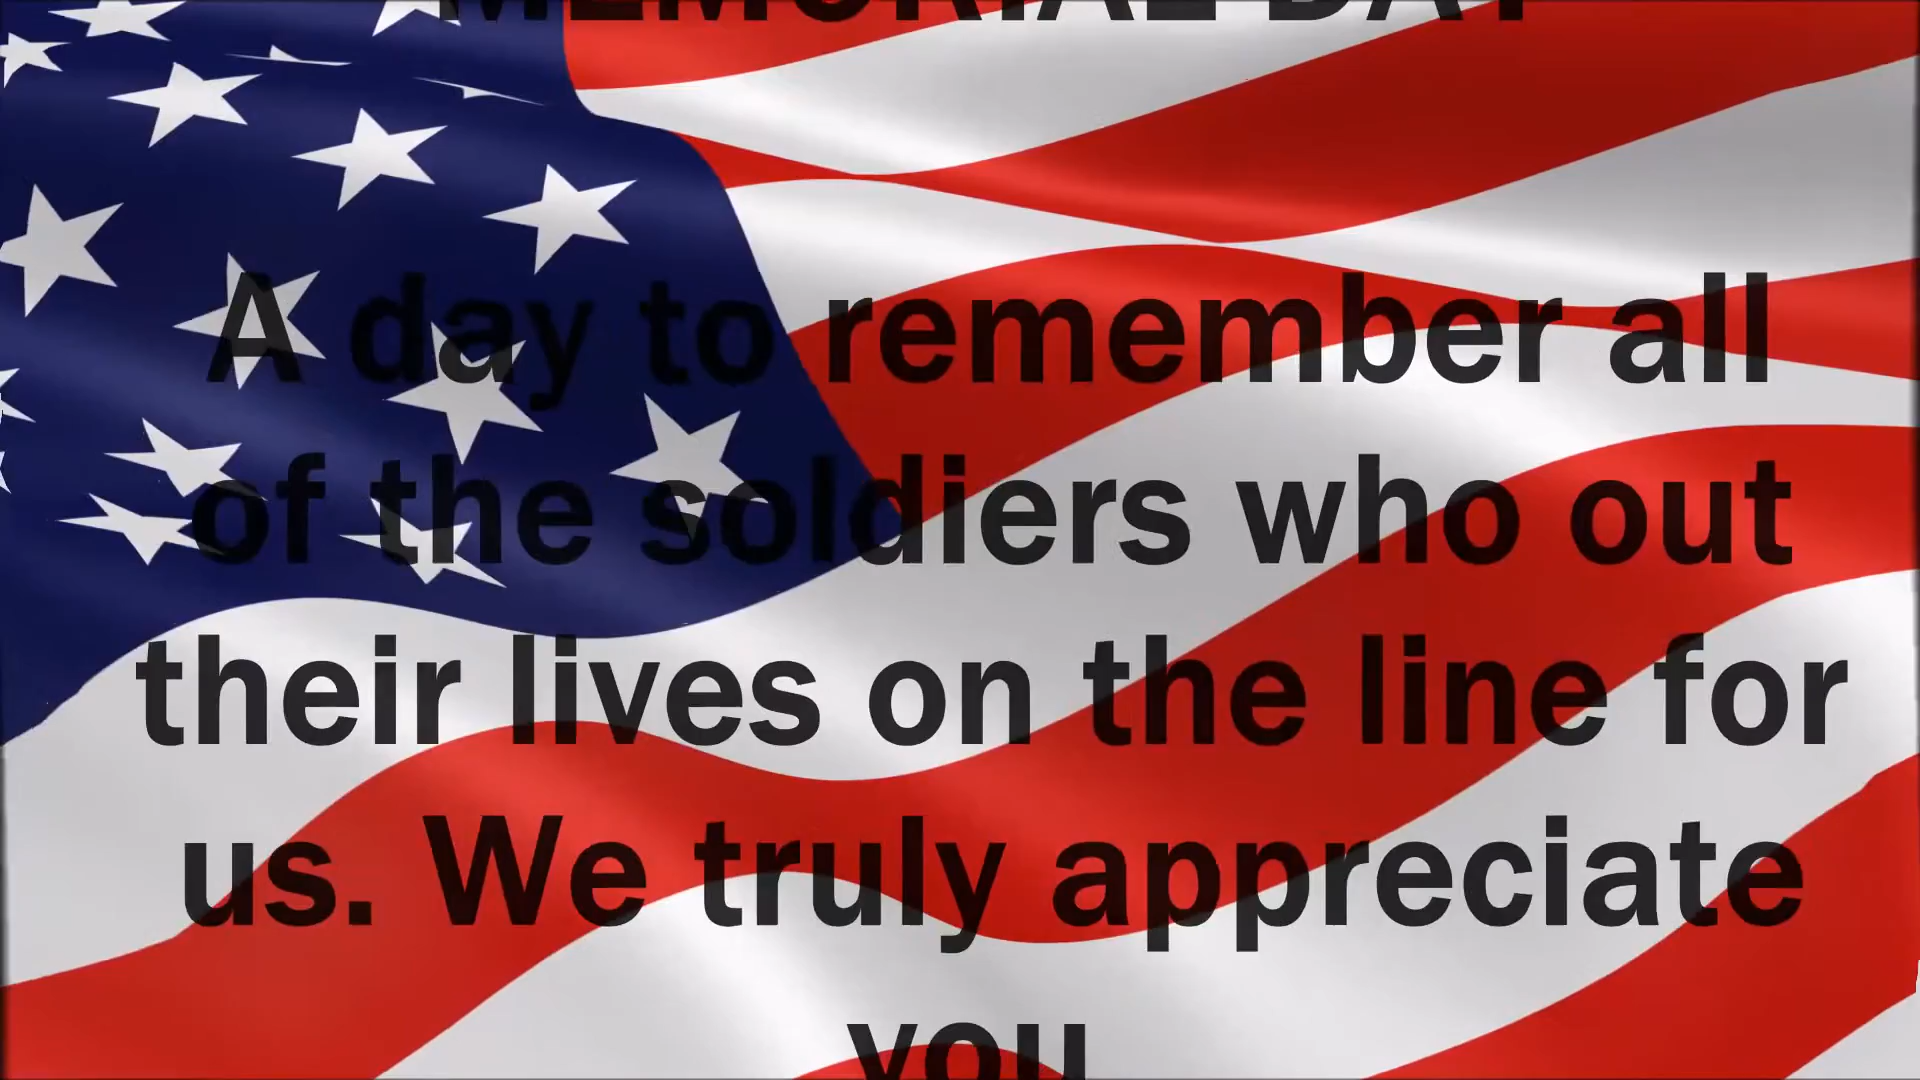 MEMORIAL DAY
A day to remember all
of the soldiers who out
their lives on the line for
us. We truly appreciate
you